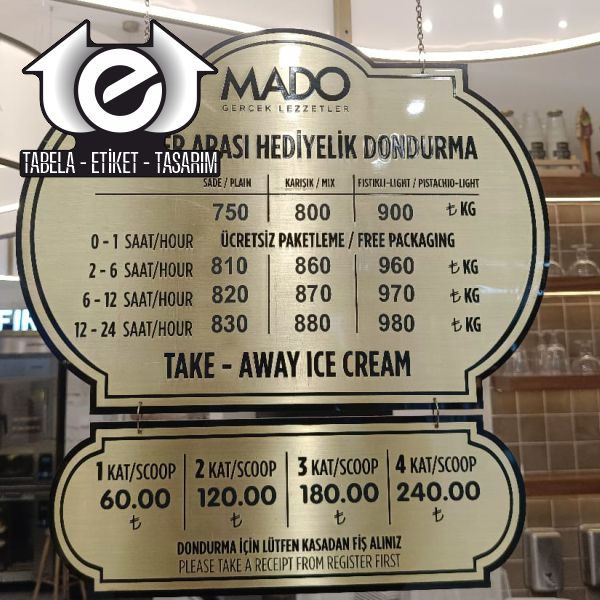 MADO
GERÇEK LEZZETLER
ARASI HEDİYELİK DONDURMA
SADE / PLAIN KARIŞIK / MIX FISTIKLI-LIGHT / PISTACHIO-LIGHT
750 800 900 ₺ KG
0 - 1 SAAT/HOUR ÜCRETSİZ PAKETLEME / FREE PACKAGING
2 - 6 SAAT/HOUR 810 860 960 ₺ KG
6 - 12 SAAT/HOUR 820 870 970 ₺ KG
12 - 24 SAAT/HOUR 830 880 980 ₺ KG
TAKE - AWAY ICE CREAM
1 KAT/SCOOP 2 KAT/SCOOP 3 KAT/SCOOP 4 KAT/SCOOP
60.00 120.00 180.00 240.00
₺ ₺ ₺ ₺
DONDURMA İÇİN LÜTFEN KASADAN FİŞ ALINIZ
PLEASE TAKE A RECEIPT FROM REGISTER FIRST
e
TABELA - ETİKET - TASARIM